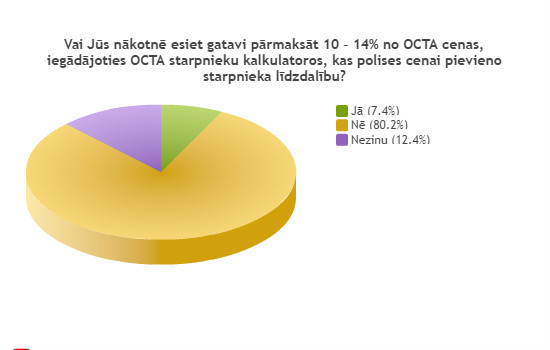 Vai Jūs nākotnē esiet gatavi pārmaksāt 10 - 14% no OCTA cenas,
iegādājoties OCTA starpnieku kalkulatoros, kas polises cenai pievieno
starpnieka līdzdalību?
Jā (7.4%)
Nē (80.2%)
Nezinu (12.4%)